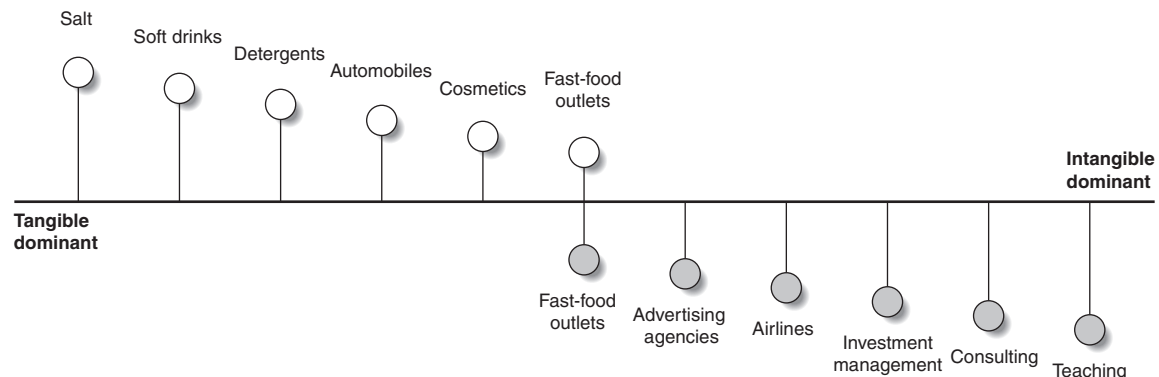 Salt
Soft drinks
Detergents
Automobiles
Cosmetics
Fast-food
outlets
Intangible
dominant
Tangible
dominant
Fast-food
outlets
Advertising
agencies
Airlines
Investment
management
Consulting
Teaching